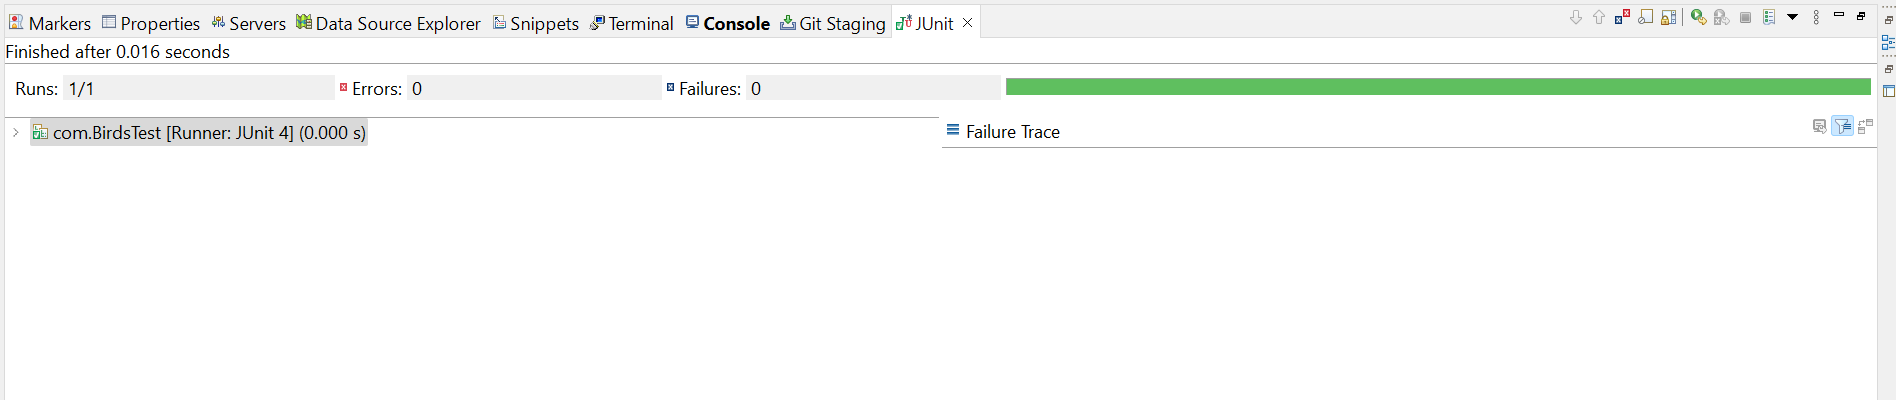 Markers Properties Servers Data Source Explorer Snippets Terminal Console Git Staging JUnit
Finished after 0.016 seconds
Runs: 1/1 Errors: 0 Failures: 0
com.BirdsTest [Runner: JUnit 4] (0.000 s)
Failure Trace